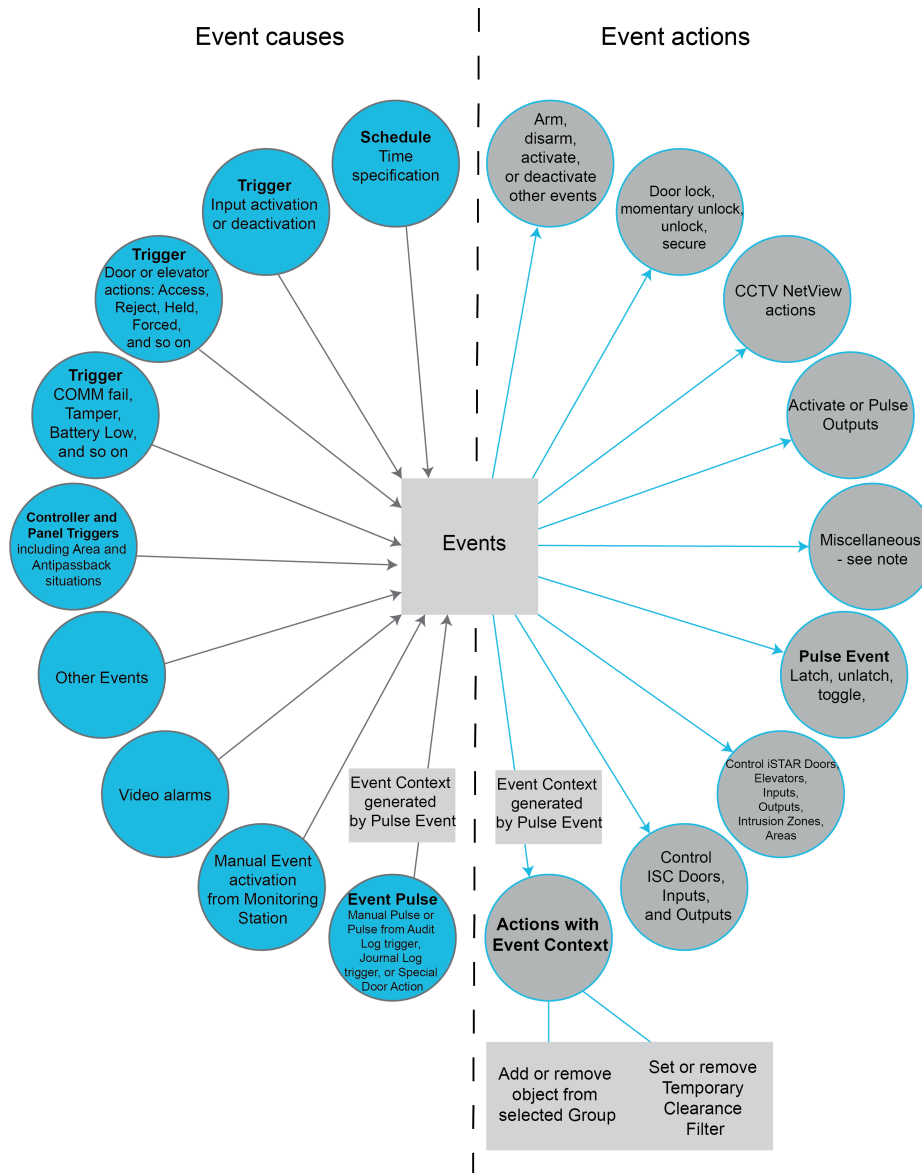 Event causes
Event actions
Schedule
Time
specification
Trigger
Input activation
or deactivation
Trigger
Door or elevator
actions: Access,
Reject, Held,
Forced,
and so on
Trigger
COMM fail,
Tamper,
Battery Low,
and so on
Controller and
Panel Triggers
including Area and
Antipassback
situations
Other Events
Video alarms
Manual Event
activation
from Monitoring
Station
Event Context
generated
by Pulse Event
Event Pulse
Manual Pulse or
Pulse from Audit
Log trigger,
Journal Log
trigger, or Special
Door Action
Events
Arm,
disarm,
activate,
or deactivate
other events
Door lock,
momentary unlock,
unlock,
secure
CCTV NetView
actions
Activate or Pulse
Outputs
Miscellaneous
- see note
Pulse Event
Latch, unlatch,
toggle,
Control iSTAR Doors,
Elevators,
Inputs,
Outputs,
Intrusion Zones,
Areas
Control
ISC Doors,
Inputs,
and Outputs
Event Context
generated
by Pulse Event
Actions with
Event Context
Add or remove
object from
selected Group
Set or remove
Temporary
Clearance
Filter